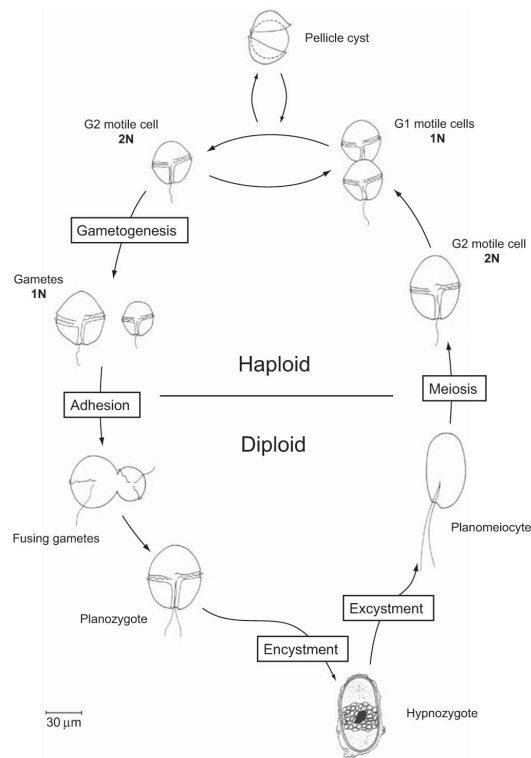 Pellicle cyst
G2 motile cell
2N
G1 motile cells
1N
Gametogenesis
G2 motile cell
2N
Gametes
1N
Haploid
Adhesion
Meiosis
Diploid
Fusing gametes
Planomeiocyte
Planozygote
Excystment
Encystment
30 µm
Hypnozygote